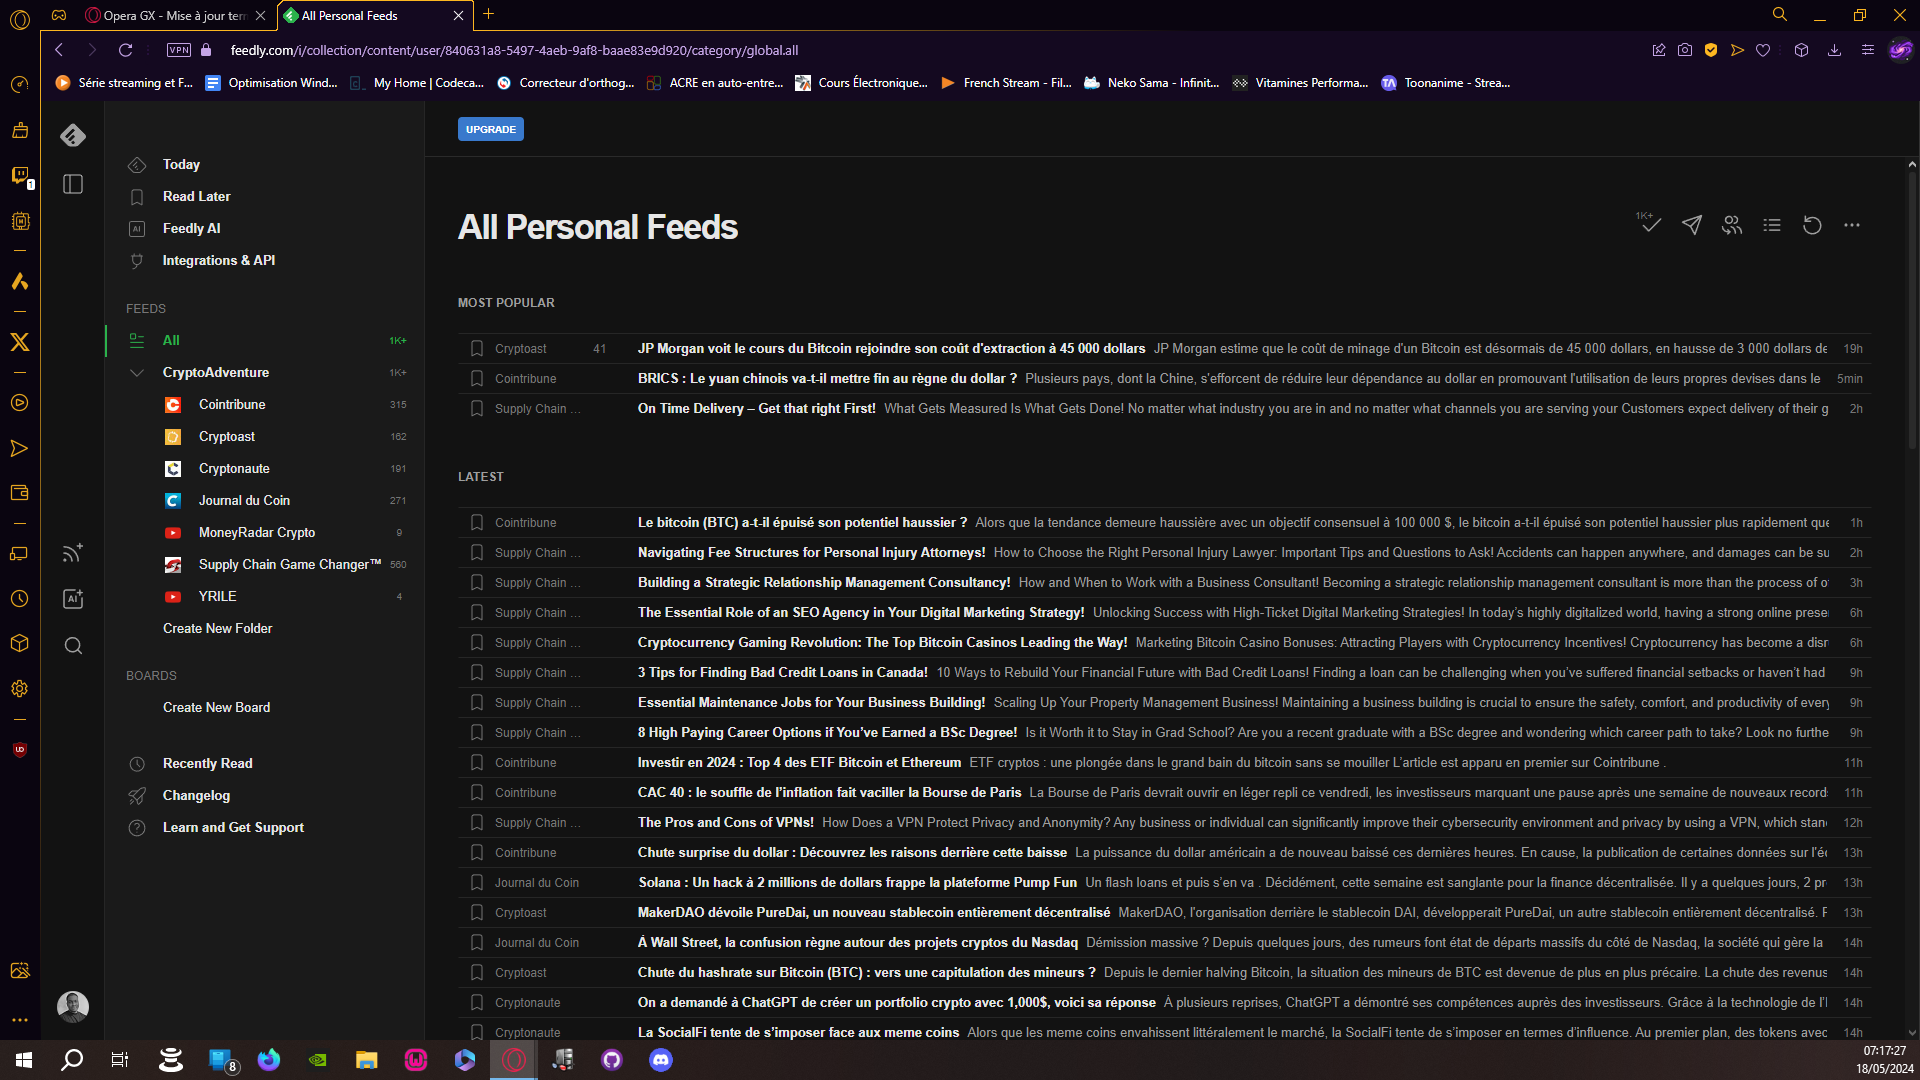 Opera GX - Mise à jour tern
All Personal Feeds
VPN
feedly.com/i/collection/content/user/840631a8-5497-4aeb-9af8-baae83e9d920/category/global.all
Série streaming et F...
Optimisation Wind...
My Home | Codeca...
Correcteur d'orthog...
ACRE en auto-entre...
Cours Électronique...
French Stream - Fil...
Neko Sama - Infinit...
Vitamines Performa...
TA
Toonanime - Strea...
1
UPGRADE
Today
Read Later
AI
Feedly AI
Integrations & API
FEEDS
All 1K+
CryptoAdventure 1K+
Cointribune 315
Cryptoast 162
Cryptonaute 191
Journal du Coin 271
MoneyRadar Crypto 9
Supply Chain Game Changer™ 560
YRILE 4
Create New Folder
BOARDS
Create New Board
Recently Read
Changelog
Learn and Get Support
AI
All Personal Feeds
1K+
MOST POPULAR
Cryptoast 41 JP Morgan voit le cours du Bitcoin rejoindre son coût d'extraction à 45 000 dollars JP Morgan estime que le coût de minage d'un Bitcoin est désormais de 45 000 dollars, en hausse de 3 000 dollars de 19h
Cointribune BRICS : Le yuan chinois va-t-il mettre fin au règne du dollar ? Plusieurs pays, dont la Chine, s'efforcent de réduire leur dépendance au dollar en promouvant l'utilisation de leurs propres devises dans le 5min
Supply Chain ... On Time Delivery – Get that right First! What Gets Measured Is What Gets Done! No matter what industry you are in and no matter what channels you are serving your Customers expect delivery of their g 2h
LATEST
Cointribune Le bitcoin (BTC) a-t-il épuisé son potentiel haussier ? Alors que la tendance demeure haussière avec un objectif consensuel à 100 000 $, le bitcoin a-t-il épuisé son potentiel haussier plus rapidement que 1h
Supply Chain ... Navigating Fee Structures for Personal Injury Attorneys! How to Choose the Right Personal Injury Lawyer: Important Tips and Questions to Ask! Accidents can happen anywhere, and damages can be su 2h
Supply Chain ... Building a Strategic Relationship Management Consultancy! How and When to Work with a Business Consultant! Becoming a strategic relationship management consultant is more than the process of o 3h
Supply Chain ... The Essential Role of an SEO Agency in Your Digital Marketing Strategy! Unlocking Success with High-Ticket Digital Marketing Strategies! In today's highly digitalized world, having a strong online prese 6h
Supply Chain ... Cryptocurrency Gaming Revolution: The Top Bitcoin Casinos Leading the Way! Marketing Bitcoin Casino Bonuses: Attracting Players with Cryptocurrency Incentives! Cryptocurrency has become a 6h
Supply Chain ... 3 Tips for Finding Bad Credit Loans in Canada! 10 Ways to Rebuild Your Financial Future with Bad Credit Loans! Finding a loan can be challenging when you've suffered financial setbacks or haven't had 9h
Supply Chain ... Essential Maintenance Jobs for Your Business Building! Scaling Up Your Property Management Business! Maintaining a business building is crucial to ensure the safety, comfort, and productivity of every 9h
Supply Chain ... 8 High Paying Career Options if You've Earned a BSc Degree! Is it Worth it to Stay in Grad School? Are you a recent graduate with a BSc degree and wondering which career path to take? Look no furthe 9h
Cointribune Investir en 2024 : Top 4 des ETF Bitcoin et Ethereum ETF cryptos : une plongée dans le grand bain du bitcoin sans se mouiller L'article est apparu en premier sur Cointribune . 11h
Cointribune CAC 40 : le souffle de l'inflation fait vaciller la Bourse de Paris La Bourse de Paris devrait ouvrir en léger repli ce vendredi, les investisseurs marquant une pause après une semaine de nouveaux record 11h
Supply Chain ... The Pros and Cons of VPNs! How Does a VPN Protect Privacy and Anonymity? Any business or individual can significantly improve their cybersecurity environment and privacy by using a VPN, which stan 12h
Cointribune Chute surprise du dollar : Découvrez les raisons derrière cette baisse La puissance du dollar américain a de nouveau baissé ces dernières heures. En cause, la publication de certaines données sur l'éc 13h
Journal du Coin Solana : Un hack à 2 millions de dollars frappe la plateforme Pump Fun Un flash loans et puis s'en va . Décidément, cette semaine est sanglante pour la finance décentralisée. Il y a quelques jours, 2 pr 13h
Cryptoast MakerDAO dévoile PureDai, un nouveau stablecoin entièrement décentralisé MakerDAO, l'organisation derrière le stablecoin DAI, développerait PureDai, un autre stablecoin entièrement décentralisé. 13h
Journal du Coin À Wall Street, la confusion règne autour des projets cryptos du Nasdaq Démission massive ? Depuis quelques jours, des rumeurs font état de départs massifs du côté de Nasdaq, la société qui gère la 14h
Cryptoast Chute du hashrate sur Bitcoin (BTC) : vers une capitulation des mineurs ? Depuis le dernier halving Bitcoin, la situation des mineurs de BTC est devenue de plus en plus précaire. La chute des revenus 14h
Cryptonaute On a demandé à ChatGPT de créer un portfolio crypto avec 1,000$, voici sa réponse À plusieurs reprises, ChatGPT a démontré ses compétences auprès des investisseurs. Grâce à la technologie de l'I 14h
Cryptonaute La SocialFi tente de s'imposer face aux meme coins Alors que les meme coins envahissent littéralement le marché, la SocialFi tente de s'imposer en termes d'influence. Au premier plan, des tokens avec 14h
8
07:17:27
18/05/2024